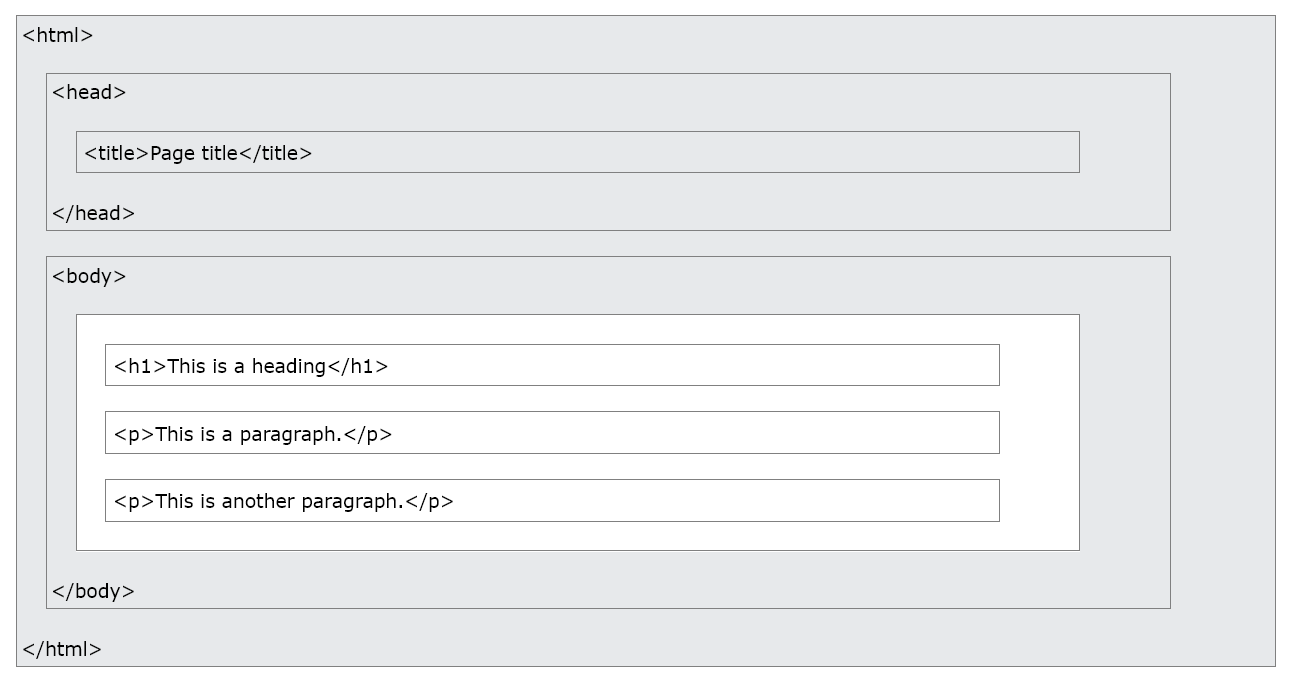 <html>
<head>
<title>Page title</title>
</head>
<body>
<h1>This is a heading</h1>
<p>This is a paragraph.</p>
<p>This is another paragraph.</p>
</body>
</html>